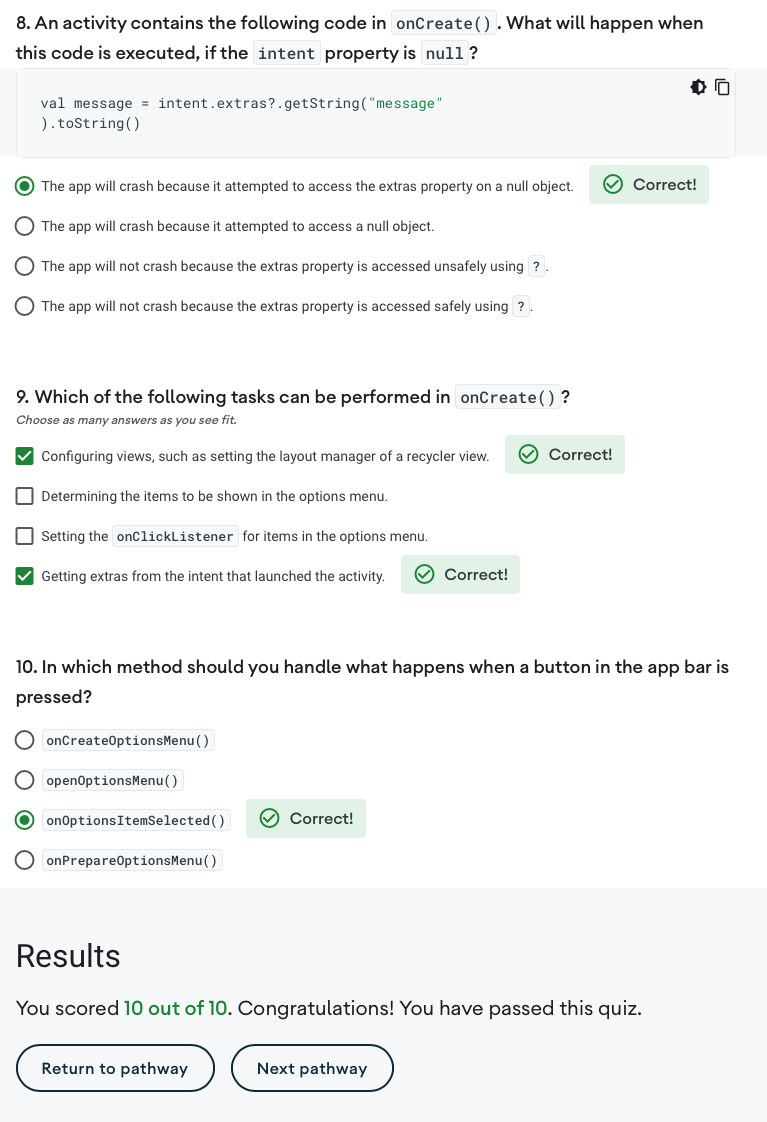 8. An activity contains the following code in onCreate(). What will happen when
this code is executed, if the intent property is null?
val message = intent.extras?.getString("message"
).toString()
The app will crash because it attempted to access the extras property on a null object.
Correct!
The app will crash because it attempted to access a null object.
The app will not crash because the extras property is accessed unsafely using ?.
The app will not crash because the extras property is accessed safely using ?.
9. Which of the following tasks can be performed in onCreate()?
Choose as many answers as you see fit.
Configuring views, such as setting the layout manager of a recycler view.
Correct!
Determining the items to be shown in the options menu.
Setting the onClickListener for items in the options menu.
Getting extras from the intent that launched the activity.
Correct!
10. In which method should you handle what happens when a button in the app bar is
pressed?
onCreateOptionsMenu()
openOptionsMenu()
onOptionsItemSelected()
Correct!
onPrepareOptionsMenu()
Results
You scored 10 out of 10. Congratulations! You have passed this quiz.
Return to pathway
Next pathway